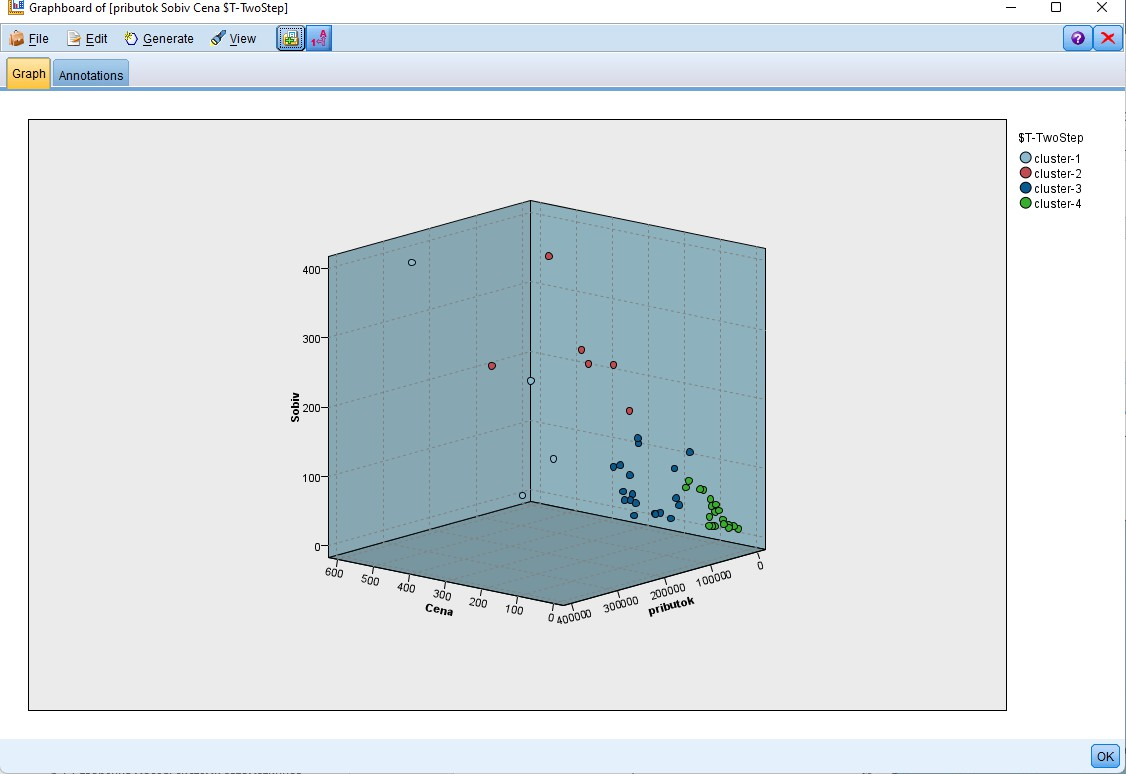 Graphboard of [pributok Sobiv Cena $T-TwoStep]
File Edit Generate View
Graph Annotations
$T-TwoStep
cluster-1
cluster-2
cluster-3
cluster-4
Sobiv
400
300
200
100
0
600 500 400 300 200 100 0
Cena
400000 300000 200000 100000 0
pributok
OK